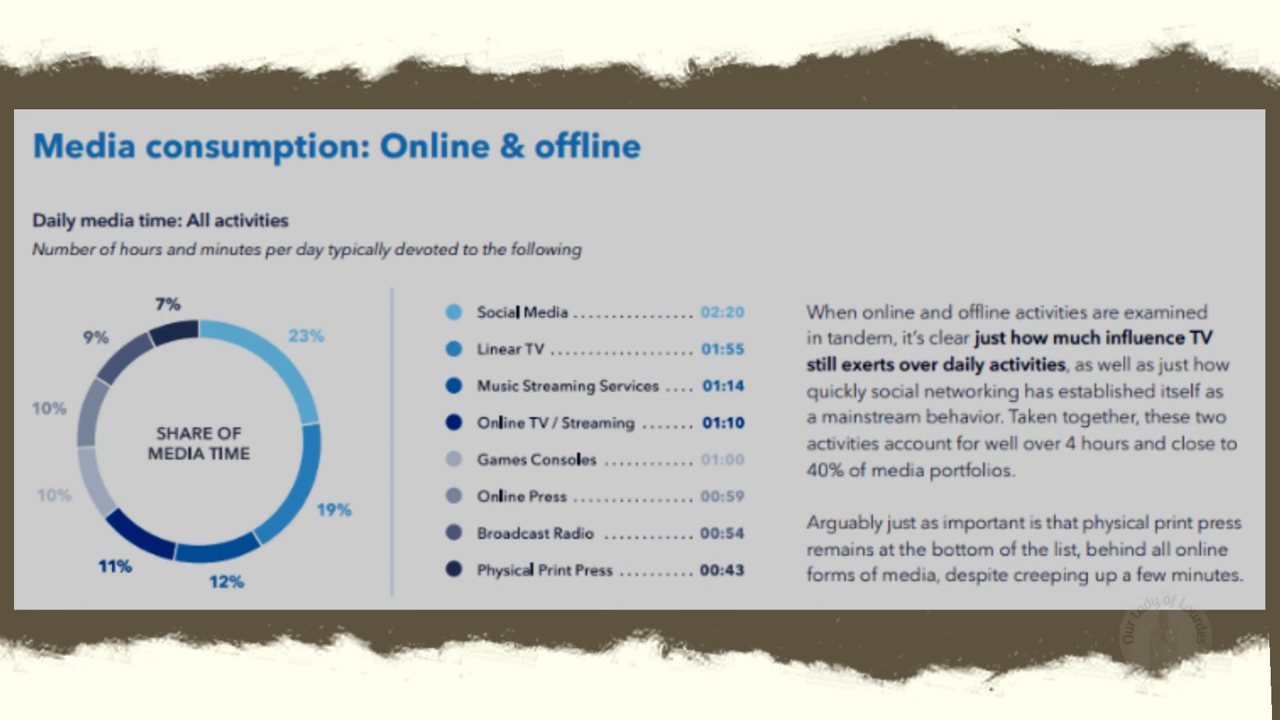 Media consumption: Online & offline
Daily media time: All activities
Number of hours and minutes per day typically devoted to the following
7%
23%
9%
10%
SHARE OF
MEDIA TIME
10%
19%
11%
12%
Social Media ................ 02:20
Linear TV ................... 01:55
Music Streaming Services .... 01:14
Online TV / Streaming ....... 01:10
Games Consoles ............ 01:00
Online Press ................ 00:59
Broadcast Radio ............ 00:54
Physical Print Press .......... 00:43
When online and offline activities are examined
in tandem, it's clear just how much influence TV
still exerts over daily activities, as well as just how
quickly social networking has established itself as
a mainstream behavior. Taken together, these two
activities account for well over 4 hours and close to
40% of media portfolios.
Arguably just as important is that physical print press
remains at the bottom of the list, behind all online
forms of media, despite creeping up a few minutes.
Our Lady of Lourdes